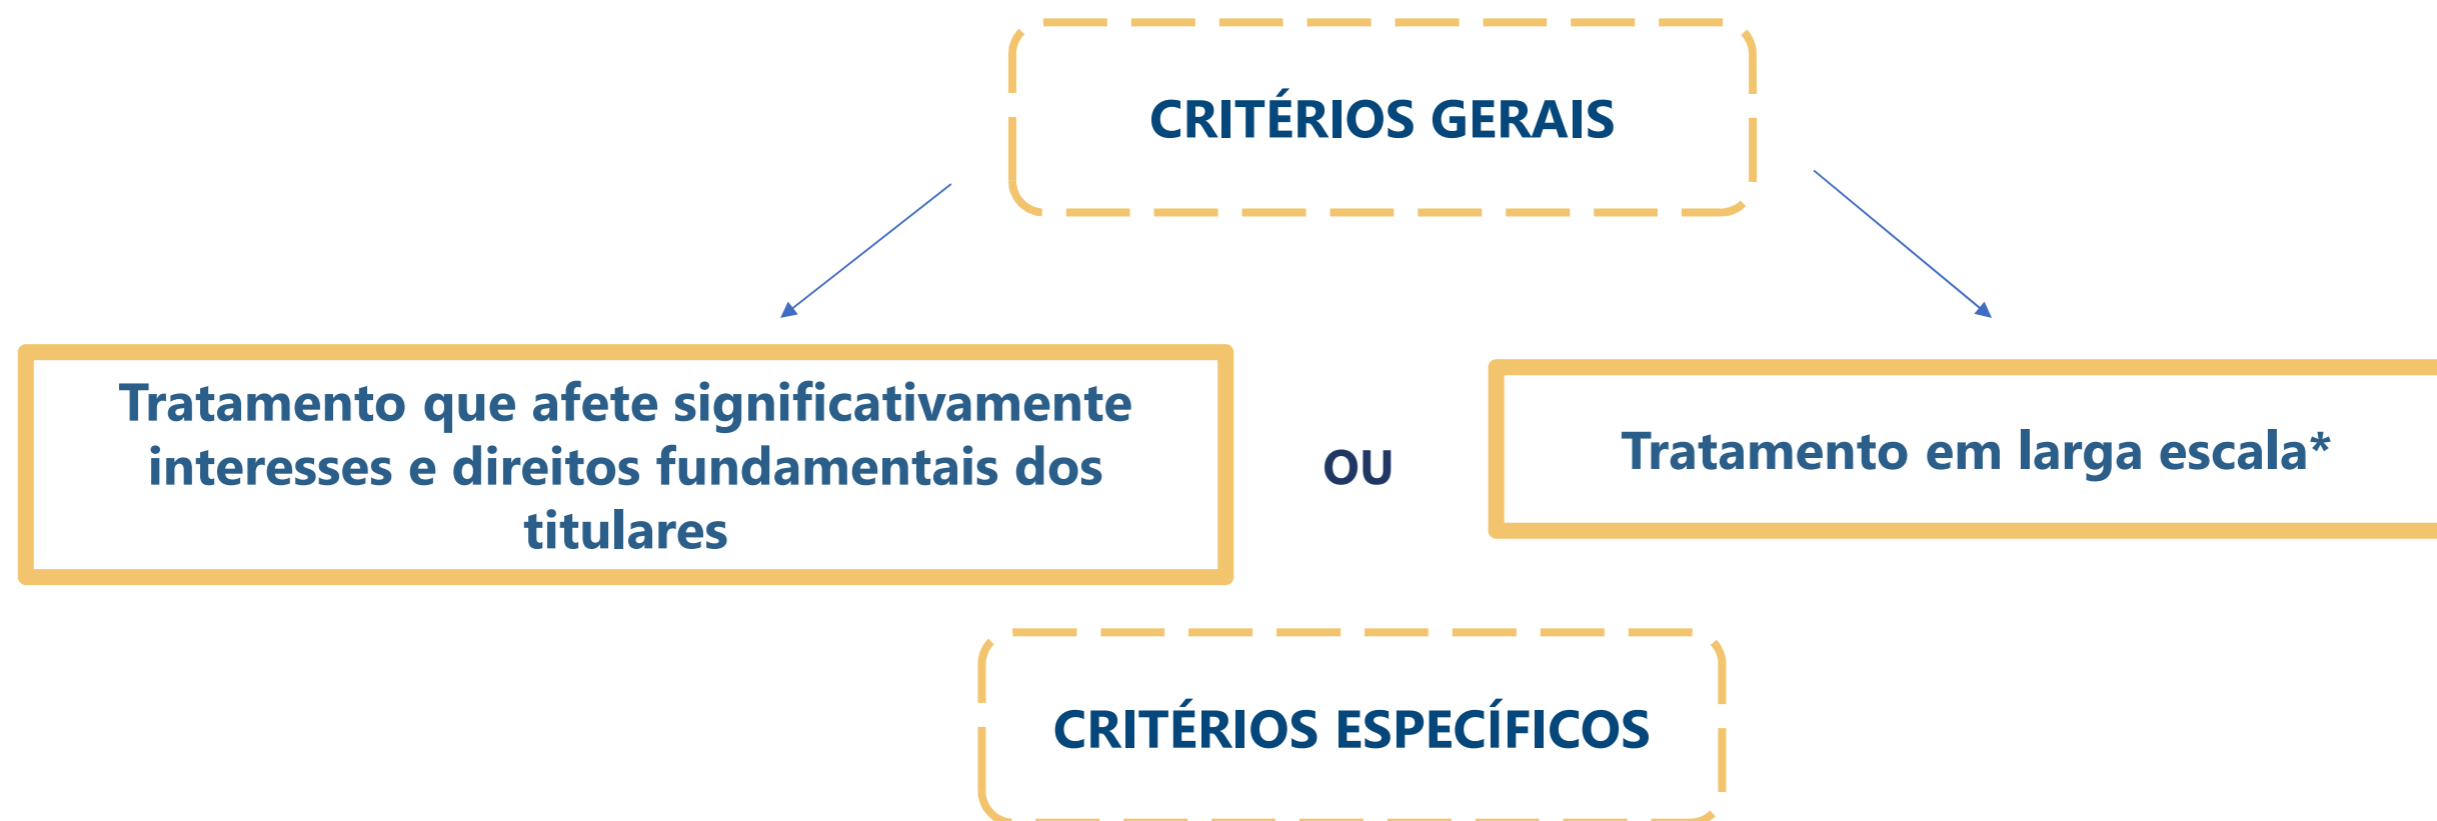 CRITÉRIOS GERAIS
Tratamento que afete significativamente
interesses e direitos fundamentais dos
titulares
OU
Tratamento em larga escala*
CRITÉRIOS ESPECÍFICOS